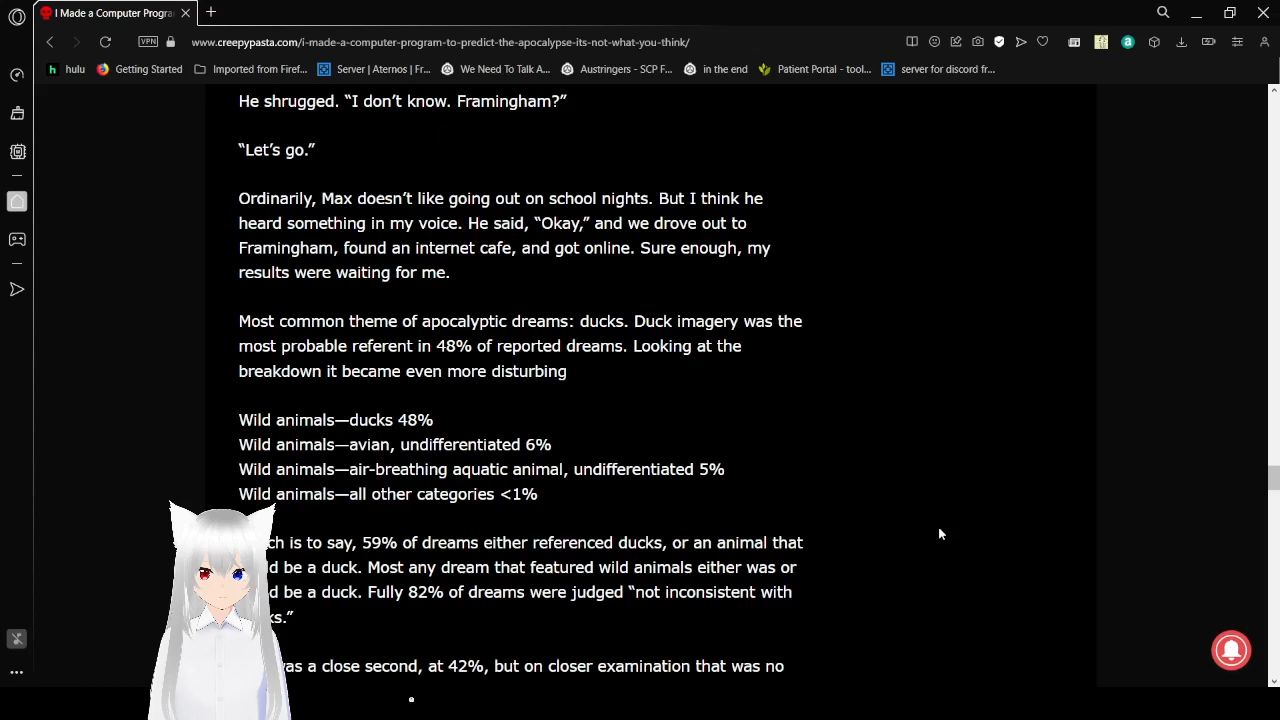 I Made a Computer Progra
VPN
www.creepypasta.com/i-made-a-computer-program-to-predict-the-apocalypse-its-not-what-you-think/
h hulu Getting Started Imported from Firef... Server | Aternos | Fr... We Need To Talk A... Austringers - SCP F... in the end Patient Portal - tool... server for discord fr...
He shrugged. “I don’t know. Framingham?”
“Let’s go.”
Ordinarily, Max doesn’t like going out on school nights. But I think he
heard something in my voice. He said, “Okay,” and we drove out to
Framingham, found an internet cafe, and got online. Sure enough, my
results were waiting for me.
Most common theme of apocalyptic dreams: ducks. Duck imagery was the
most probable referent in 48% of reported dreams. Looking at the
breakdown it became even more disturbing
Wild animals—ducks 48%
Wild animals—avian, undifferentiated 6%
Wild animals—air-breathing aquatic animal, undifferentiated 5%
Wild animals—all other categories <1%
ch is to say, 59% of dreams either referenced ducks, or an animal that
d be a duck. Most any dream that featured wild animals either was or
d be a duck. Fully 82% of dreams were judged “not inconsistent with
ks.”
was a close second, at 42%, but on closer examination that was no